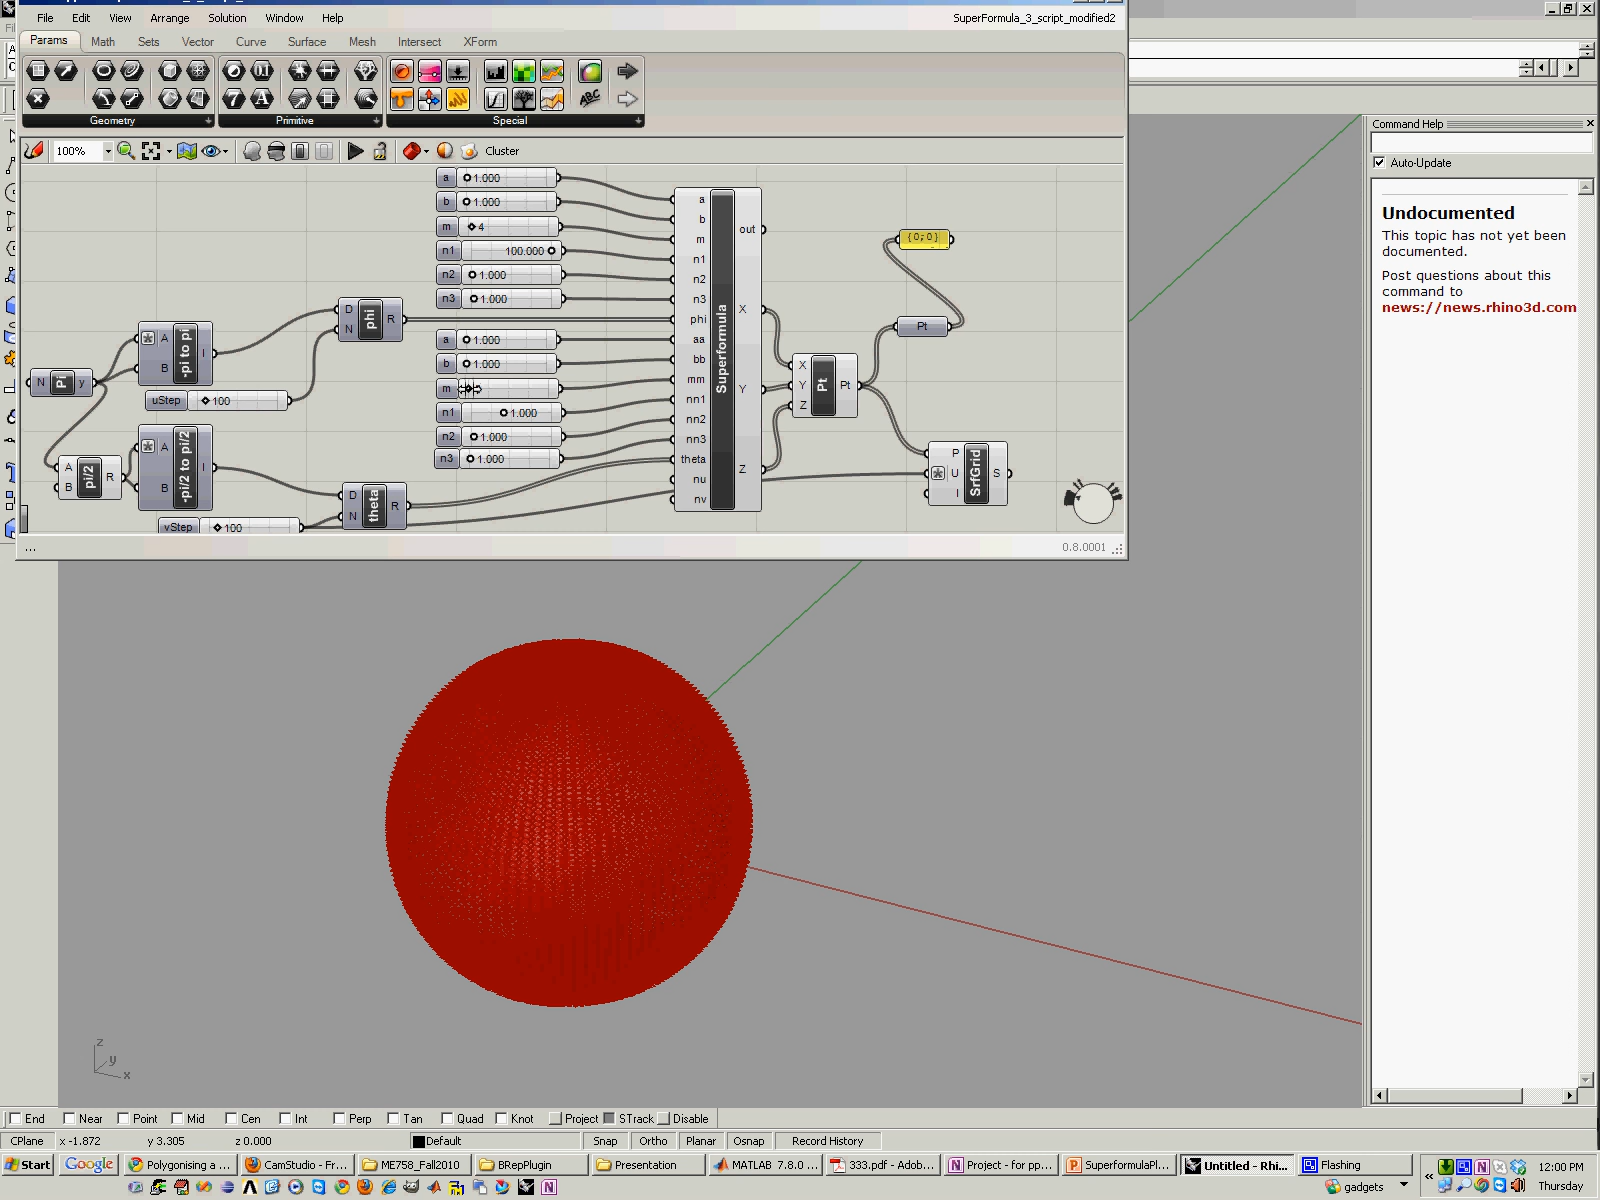 File Edit View Arrange Solution Window Help SuperFormula_3_script_modified2
Params Math Sets Vector Curve Surface Mesh Intersect XForm
Geometry Primitive Special
100% Cluster
a 1.000
b 1.000
m 4
n1 100.000
n2 1.000
n3 1.000
a 1.000
b 1.000
m
n1 1.000
n2 1.000
n3 1.000
N Pi y
A B -pi to pi I
uStep 100
D N phi R
A B pi/2 R
A B -pi/2 to pi/2 I
vStep 100
D N theta R
a
b
m
n1
n2
n3
phi
aa
bb
mm
nn1
nn2
nn3
theta
nu
nv
Superformula
out
X
Y
Z
X Y Z Pt Pt
{0;0}
Pt
P U I SrfGrid S
... 0.8.0001
Command Help
Auto-Update
Undocumented
This topic has not yet been
documented.
Post questions about this
command to
news://news.rhino3d.com
z
y
x
End Near Point Mid Cen Int Perp Tan Quad Knot Project STrack Disable
CPlane x -1.872 y 3.305 z 0.000 Default Snap Ortho Planar Osnap Record History
Start Google Polygonising a ... CamStudio - Fr... ME758_Fall2010 BRepPlugin Presentation MATLAB 7.8.0 ... 333.pdf - Adob... Project - for pp... SuperformulaPl... Untitled - Rhi... Flashing 12:00 PM
gadgets Thursday